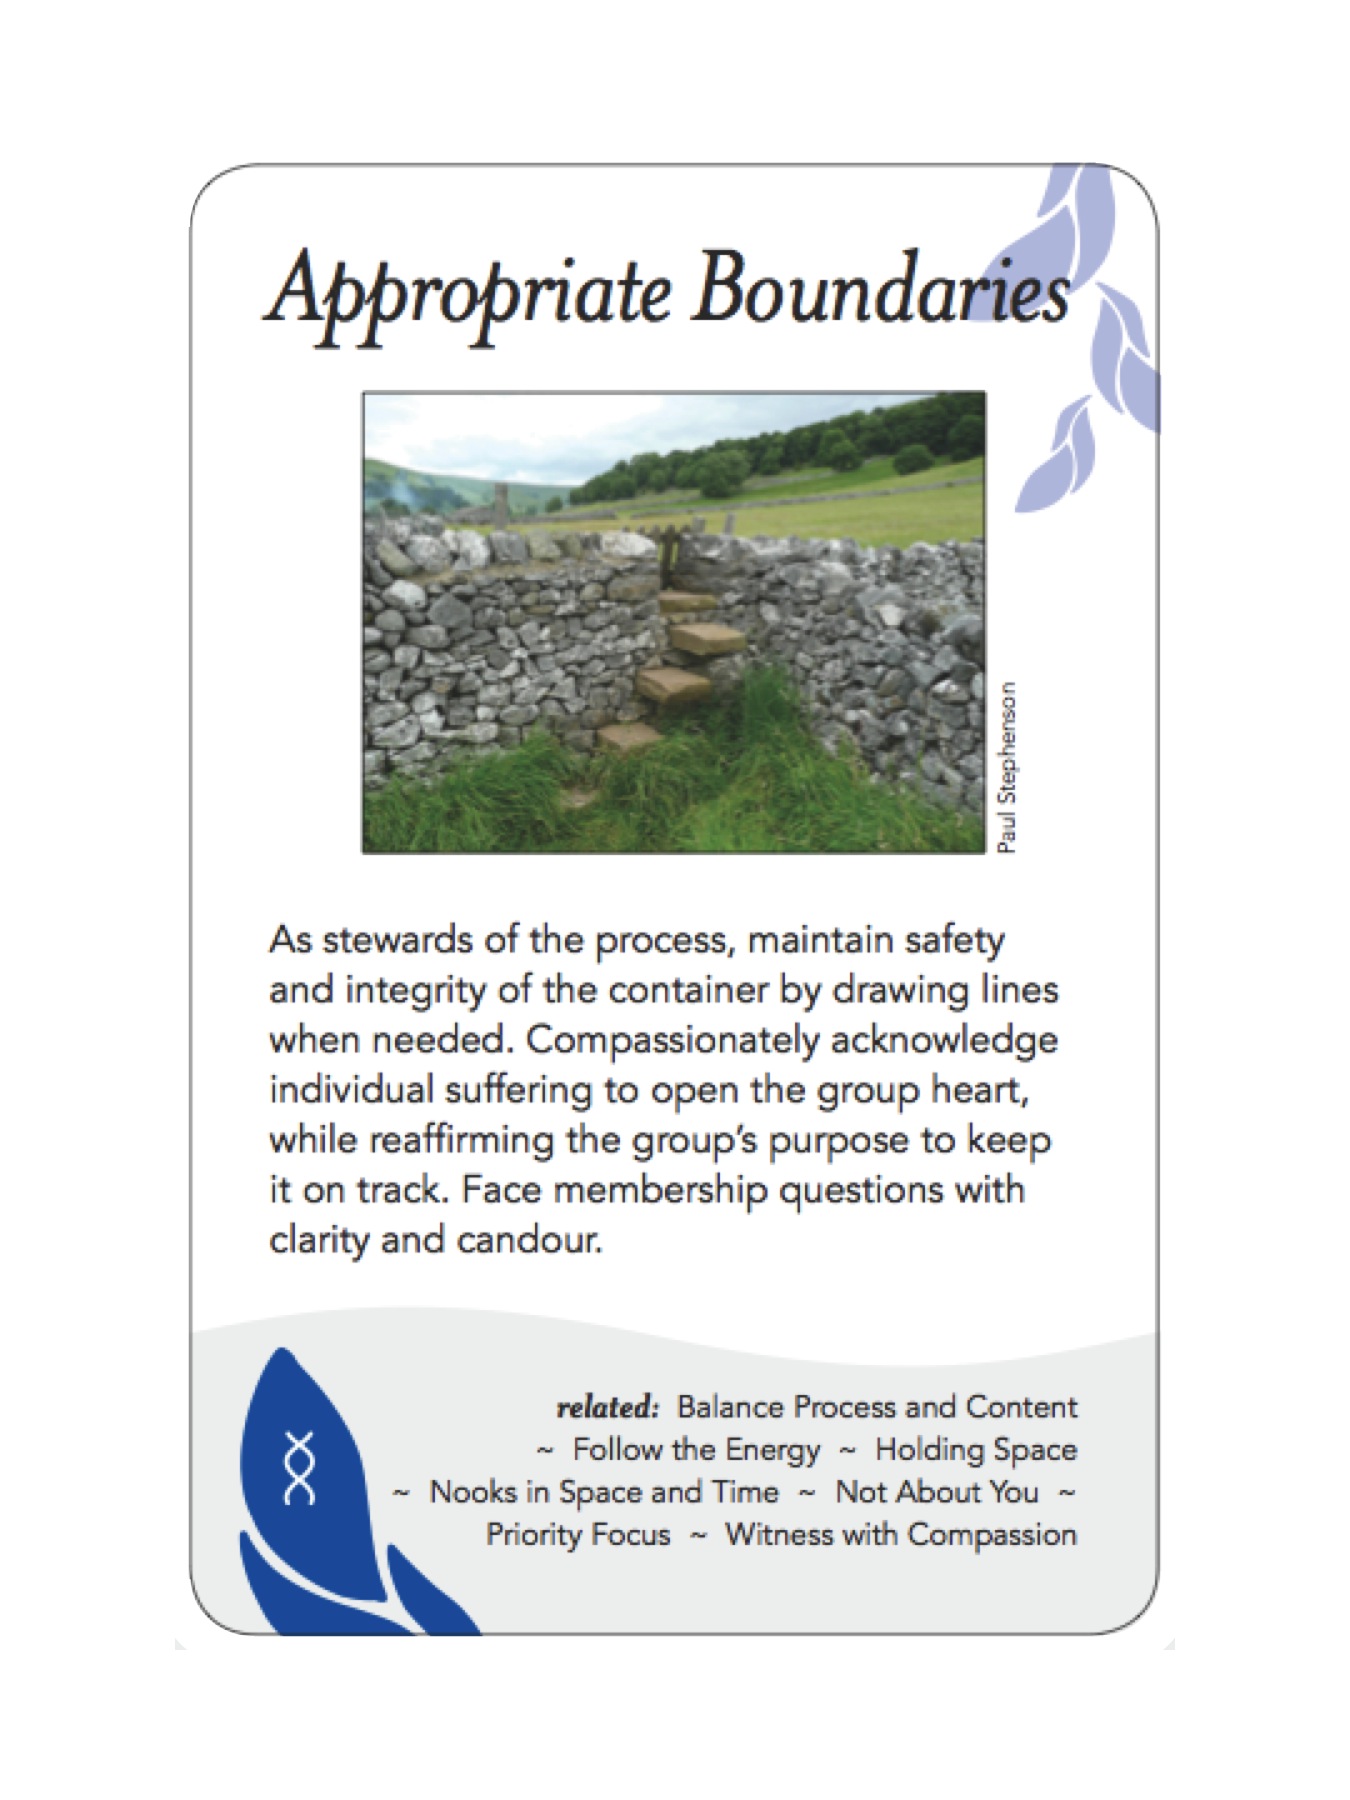 Appropriate Boundaries
Paul Stephenson
As stewards of the process, maintain safety
and integrity of the container by drawing lines
when needed. Compassionately acknowledge
individual suffering to open the group heart,
while reaffirming the group's purpose to keep
it on track. Face membership questions with
clarity and candour.
related: Balance Process and Content
~ Follow the Energy ~ Holding Space
~ Nooks in Space and Time ~ Not About You ~
Priority Focus ~ Witness with Compassion